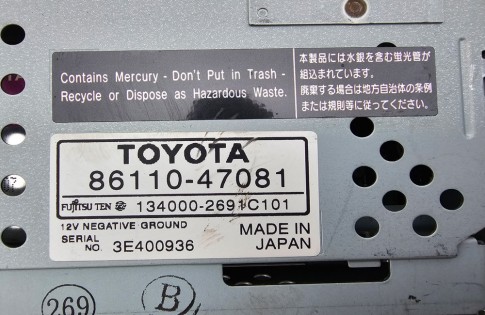 Contains Mercury - Don't Put in Trash -
Recycle or Dispose as Hazardous Waste.
本製品には水銀を含む蛍光管が
組込まれています。
廃棄する場合は地方自治体の条例
または規則等に従ってください。
TOYOTA
86110-47081
FUJITSU TEN 134000-2691C101
12V NEGATIVE GROUND
SERIAL NO. 3E400936
MADE IN JAPAN
269
B